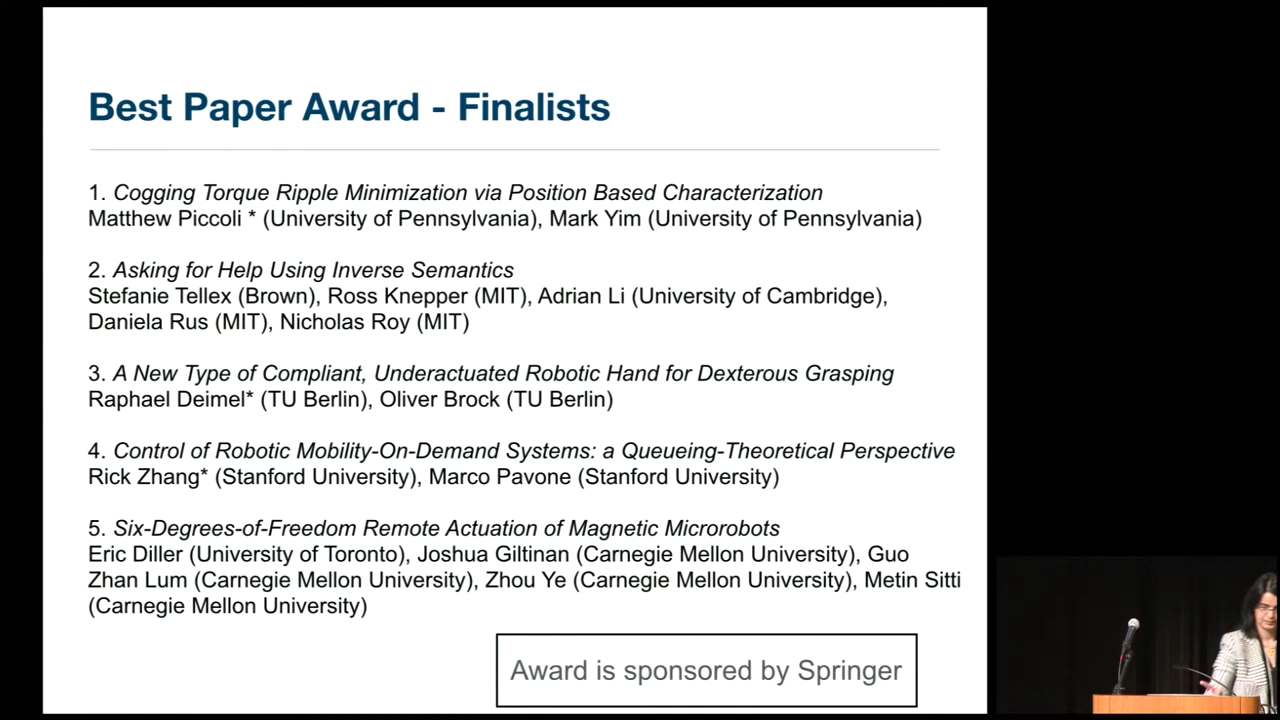 Best Paper Award - Finalists
1. Cogging Torque Ripple Minimization via Position Based Characterization
Matthew Piccoli * (University of Pennsylvania), Mark Yim (University of Pennsylvania)
2. Asking for Help Using Inverse Semantics
Stefanie Tellex (Brown), Ross Knepper (MIT), Adrian Li (University of Cambridge),
Daniela Rus (MIT), Nicholas Roy (MIT)
3. A New Type of Compliant, Underactuated Robotic Hand for Dexterous Grasping
Raphael Deimel* (TU Berlin), Oliver Brock (TU Berlin)
4. Control of Robotic Mobility-On-Demand Systems: a Queueing-Theoretical Perspective
Rick Zhang* (Stanford University), Marco Pavone (Stanford University)
5. Six-Degrees-of-Freedom Remote Actuation of Magnetic Microrobots
Eric Diller (University of Toronto), Joshua Giltinan (Carnegie Mellon University), Guo
Zhan Lum (Carnegie Mellon University), Zhou Ye (Carnegie Mellon University), Metin Sitti
(Carnegie Mellon University)
Award is sponsored by Springer